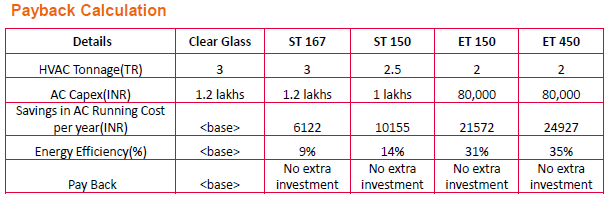 Payback Calculation
Details Clear Glass ST 167 ST 150 ET 150 ET 450
HVAC Tonnage(TR) 3 3 2.5 2 2
AC Capex(INR) 1.2 lakhs 1.2 lakhs 1 lakhs 80,000 80,000
Savings in AC Running Cost
per year(INR) <base> 6122 10155 21572 24927
Energy Efficiency(%) <base> 9% 14% 31% 35%
No extra No extra No extra No extra
Pay Back <base> investment investment investment investment